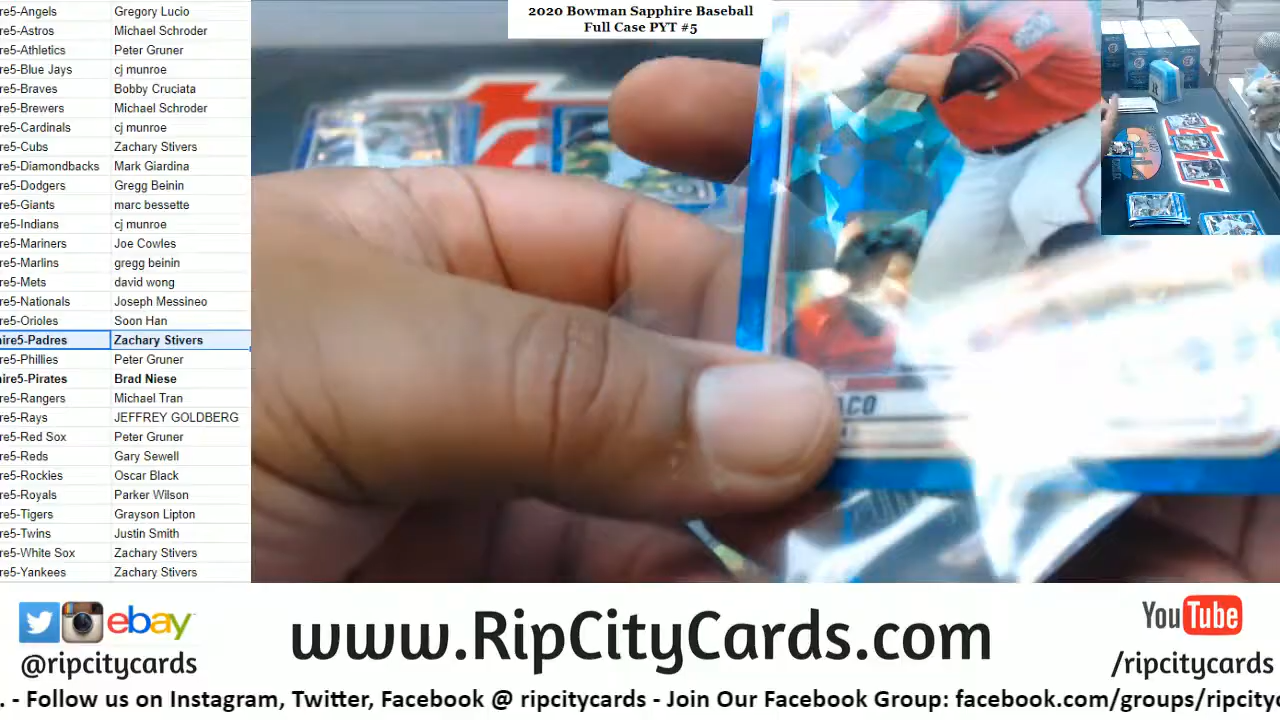 2020 Bowman Sapphire Baseball
Full Case PYT #5
re5-Angels Gregory Lucio
re5-Astros Michael Schroder
re5-Athletics Peter Gruner
re5-Blue Jays cj munroe
re5-Braves Bobby Cruciata
re5-Brewers Michael Schroder
re5-Cardinals cj munroe
re5-Cubs Zachary Stivers
re5-Diamondbacks Mark Giardina
re5-Dodgers Gregg Beinin
re5-Giants marc bessette
re5-Indians cj munroe
re5-Mariners Joe Cowles
re5-Marlins gregg beinin
re5-Mets david wong
re5-Nationals Joseph Messineo
re5-Orioles Soon Han
ire5-Padres Zachary Stivers
re5-Phillies Peter Gruner
ire5-Pirates Brad Niese
re5-Rangers Michael Tran
re5-Rays JEFFREY GOLDBERG
re5-Red Sox Peter Gruner
re5-Reds Gary Sewell
re5-Rockies Oscar Black
re5-Royals Parker Wilson
re5-Tigers Grayson Lipton
re5-Twins Justin Smith
re5-White Sox Zachary Stivers
re5-Yankees Zachary Stivers
ACO
ebay
@ripcitycards
www.RipCityCards.com
YouTube
/ripcitycards
. - Follow us on Instagram, Twitter, Facebook @ ripcitycards - Join Our Facebook Group: facebook.com/groups/ripcityc